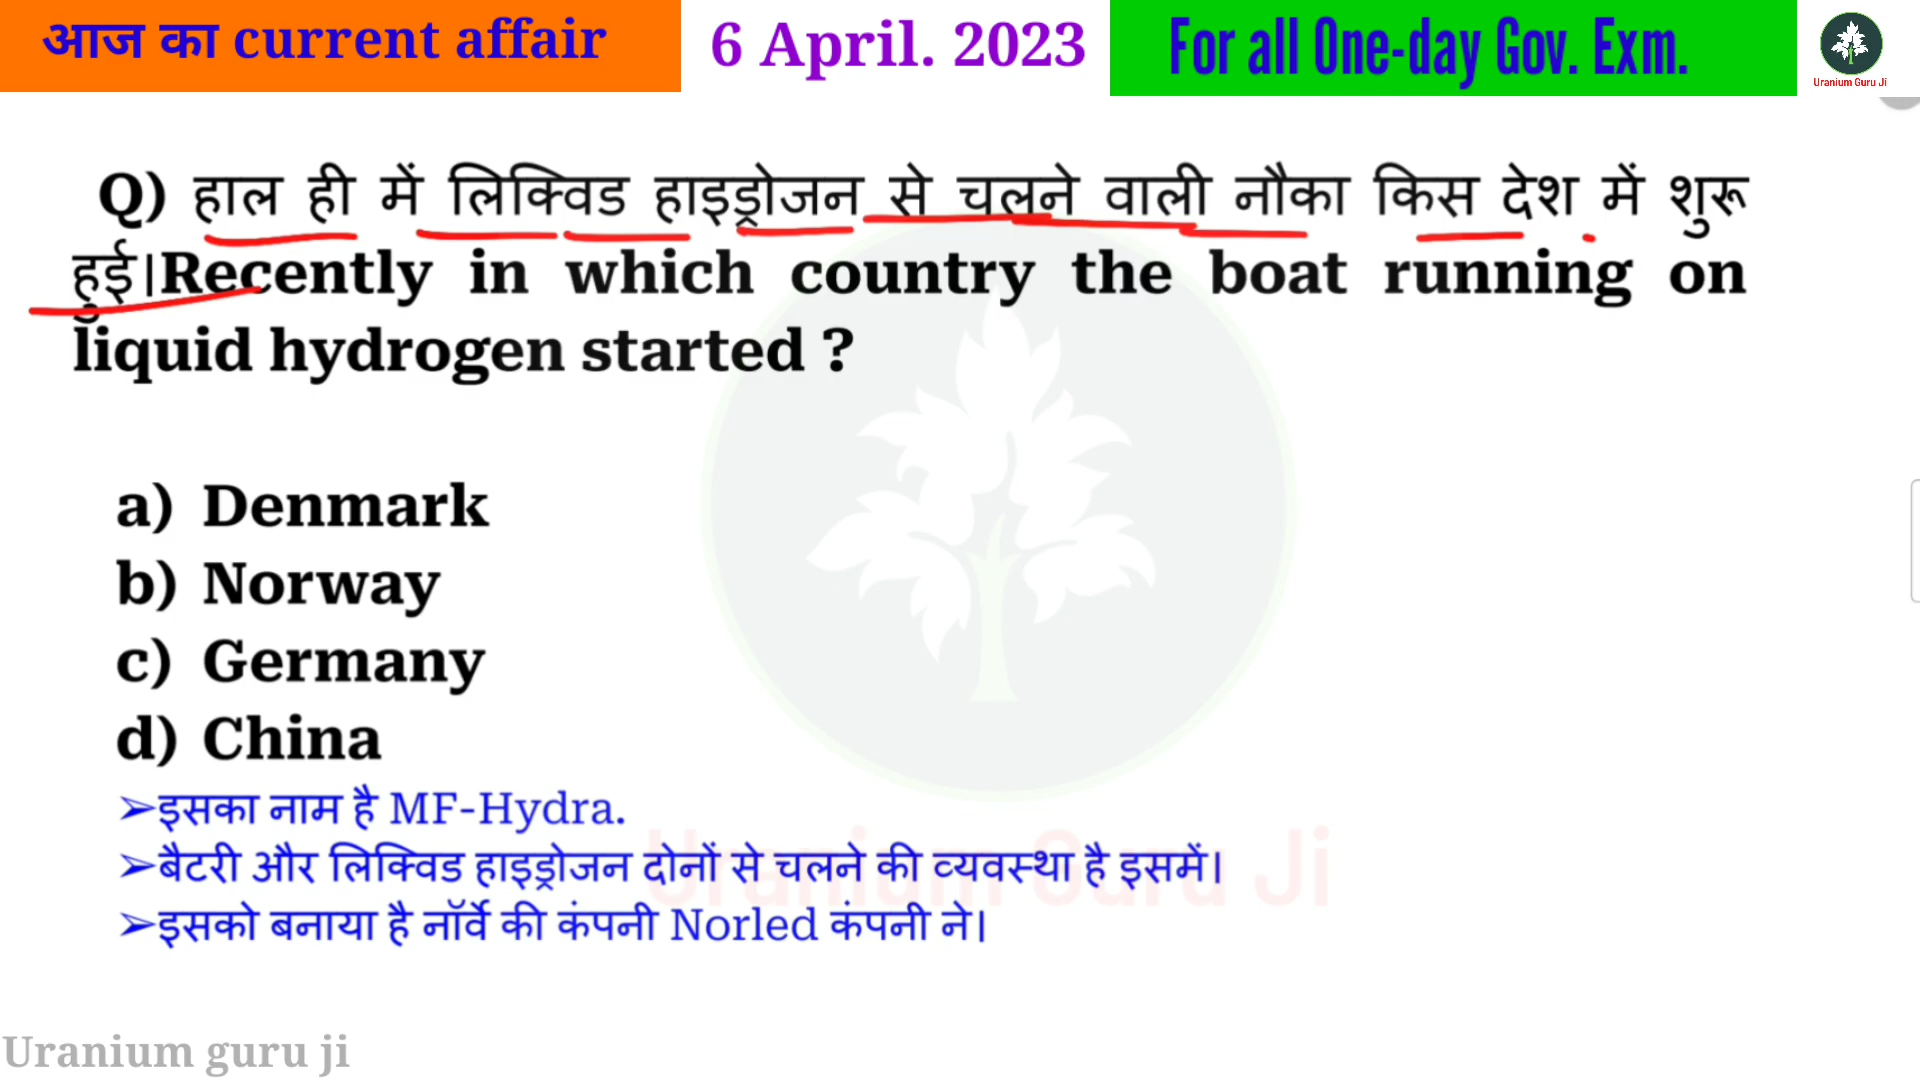 आज का current affair
6 April. 2023
For all One-day Gov. Exm.
Uranium Guru Ji
Q) हाल ही में लिक्विड हाइड्रोजन से चलने वाली नौका किस देश में शुरू
हुई।Recently in which country the boat running on
liquid hydrogen started ?
a) Denmark
b) Norway
c) Germany
d) China
➢इसका नाम है MF-Hydra.
➢बैटरी और लिक्विड हाइड्रोजन दोनों से चलने की व्यवस्था है इसमें।
➢इसको बनाया है नॉर्वे की कंपनी Norled कंपनी ने।
Uranium Guru Ji
Uranium guru ji